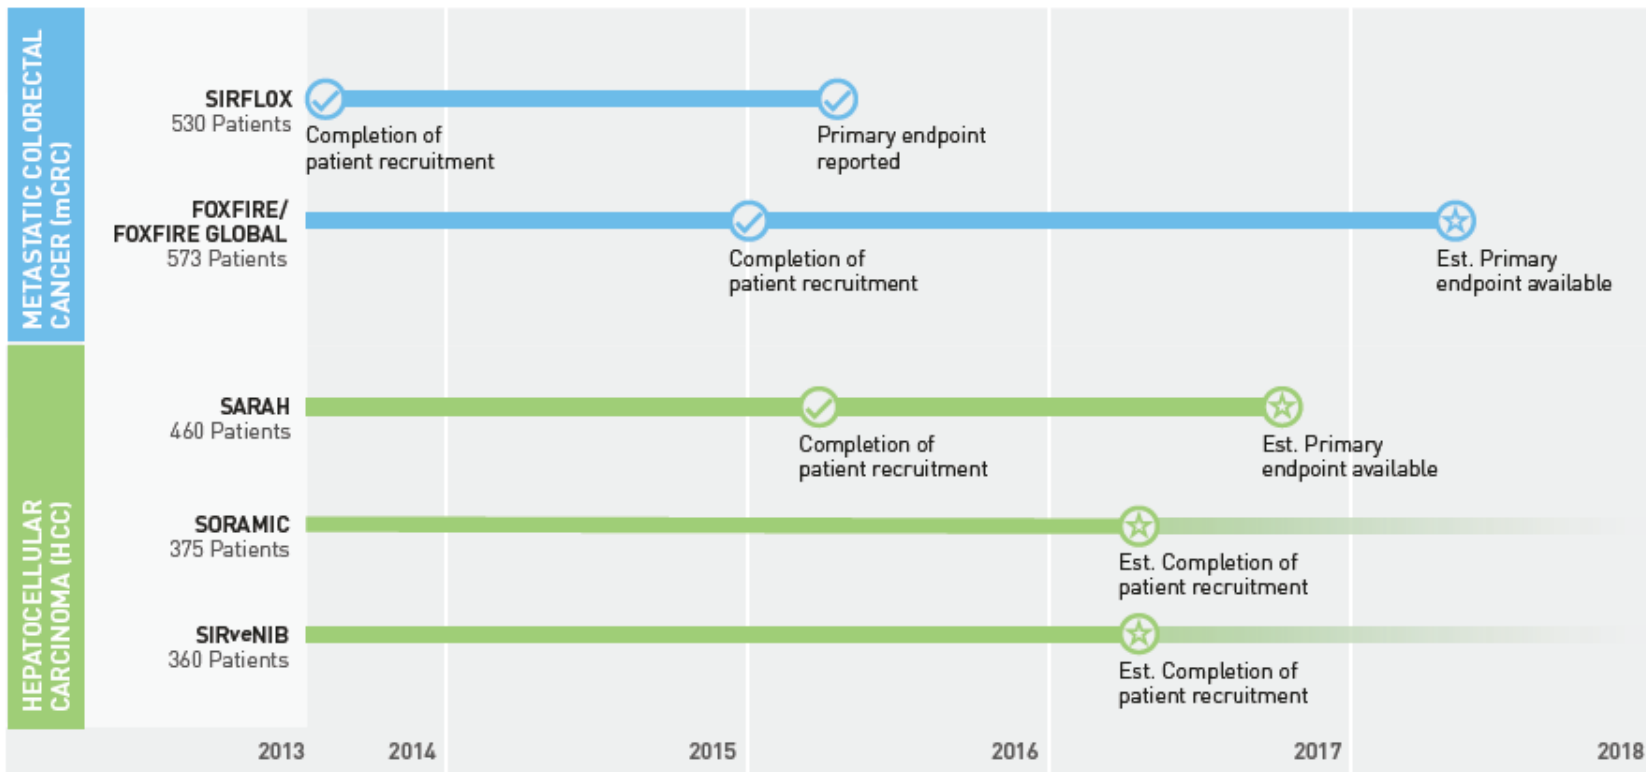 METASTATIC COLORECTAL
CANCER (mCRC)
SIRFLOX
530 Patients
Completion of
patient recruitment
Primary endpoint
reported
FOXFIRE/
FOXFIRE GLOBAL
573 Patients
Completion of
patient recruitment
Est. Primary
endpoint available
HEPATOCELLULAR
CARCINOMA (HCC)
SARAH
460 Patients
Completion of
patient recruitment
Est. Primary
endpoint available
SORAMIC
375 Patients
Est. Completion of
patient recruitment
SIRveNIB
360 Patients
Est. Completion of
patient recruitment
2013 2014 2015 2016 2017 2018